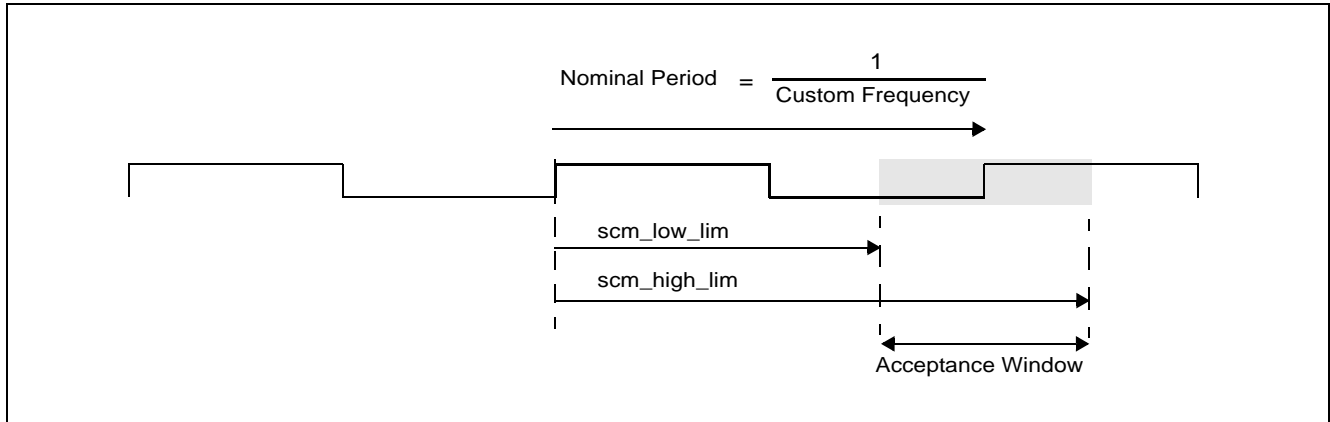 1
Nominal Period =
Custom Frequency
scm_low_lim
scm_high_lim
Acceptance Window